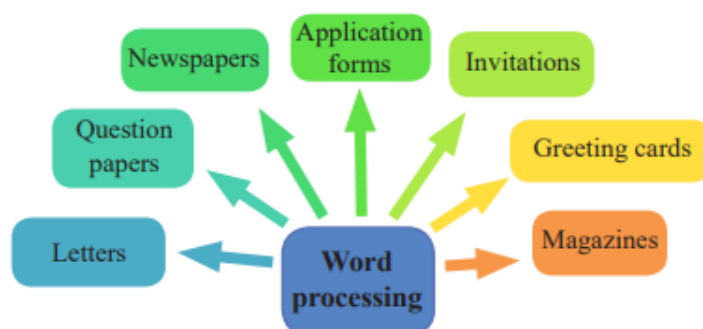 Application
forms
Newspapers
Invitations
Question
papers
Greeting cards
Letters
Magazines
Word
processing